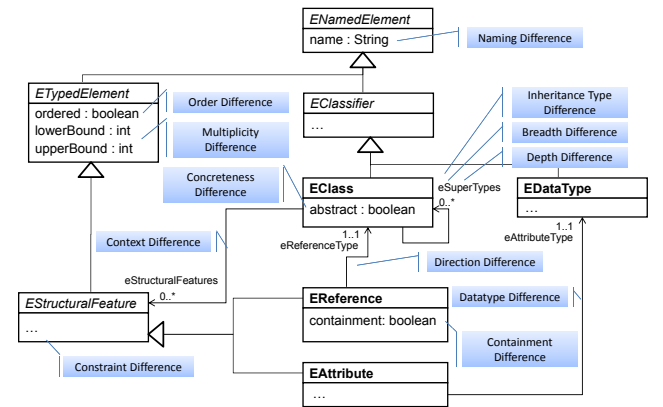 ENamedElement
name : String
Naming Difference
ETypedElement
ordered : boolean
lowerBound : int
upperBound : int
Order Difference
Multiplicity
Difference
EClassifier
...
Inheritance Type
Difference
Breadth Difference
Depth Difference
Concreteness
Difference
EClass
abstract : boolean
eSuperTypes
0..*
EDataType
...
1..1
eReferenceType
1..1
eAttributeType
Context Difference
Direction Difference
eStructuralFeatures
0..*
EStructuralFeature
...
EReference
containment: boolean
Datatype Difference
Containment
Difference
Constraint Difference
EAttribute
...